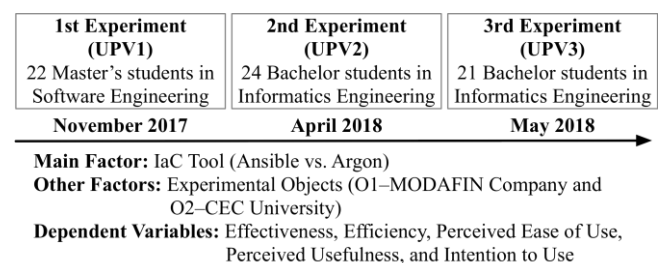 1st Experiment
(UPV1)
22 Master's students in
Software Engineering
2nd Experiment
(UPV2)
24 Bachelor students in
Informatics Engineering
3rd Experiment
(UPV3)
21 Bachelor students in
Informatics Engineering
November 2017
April 2018
May 2018
Main Factor: IaC Tool (Ansible vs. Argon)
Other Factors: Experimental Objects (O1–MODAFIN Company and
O2–CEC University)
Dependent Variables: Effectiveness, Efficiency, Perceived Ease of Use,
Perceived Usefulness, and Intention to Use